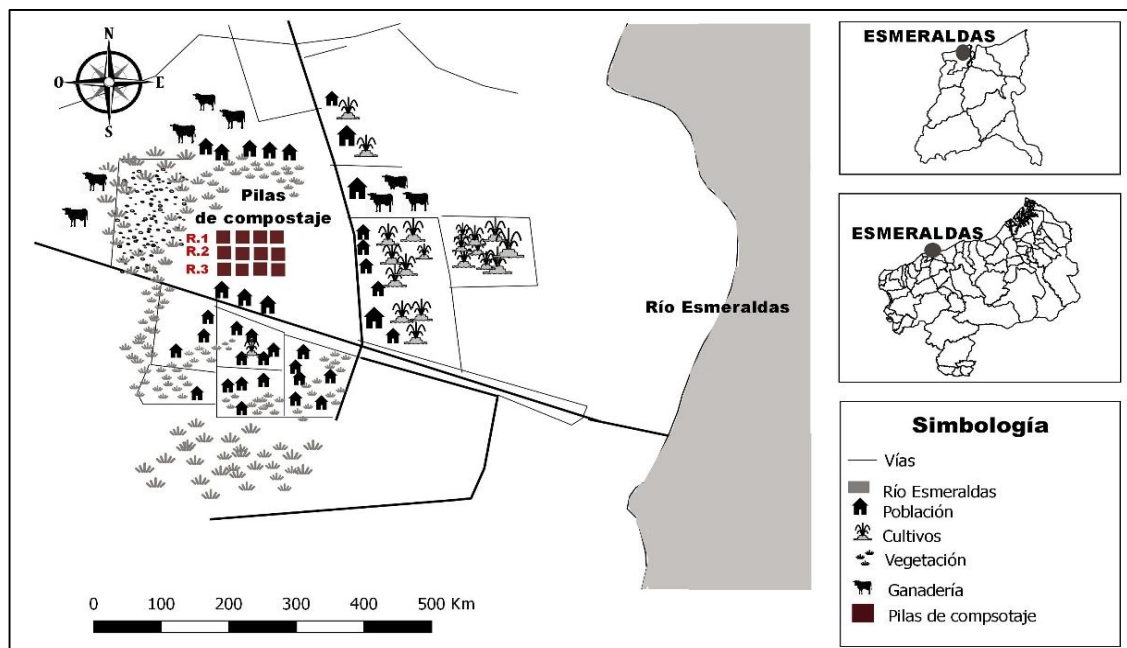 N
O
E
S
Pilas
de compostaje
R.1
R.2
R.3
Río Esmeraldas
0 100 200 300 400 500 Km
ESMERALDAS
ESMERALDAS
Simbología
Vías
Río Esmeraldas
Población
Cultivos
Vegetación
Ganadería
Pilas de compsotaje